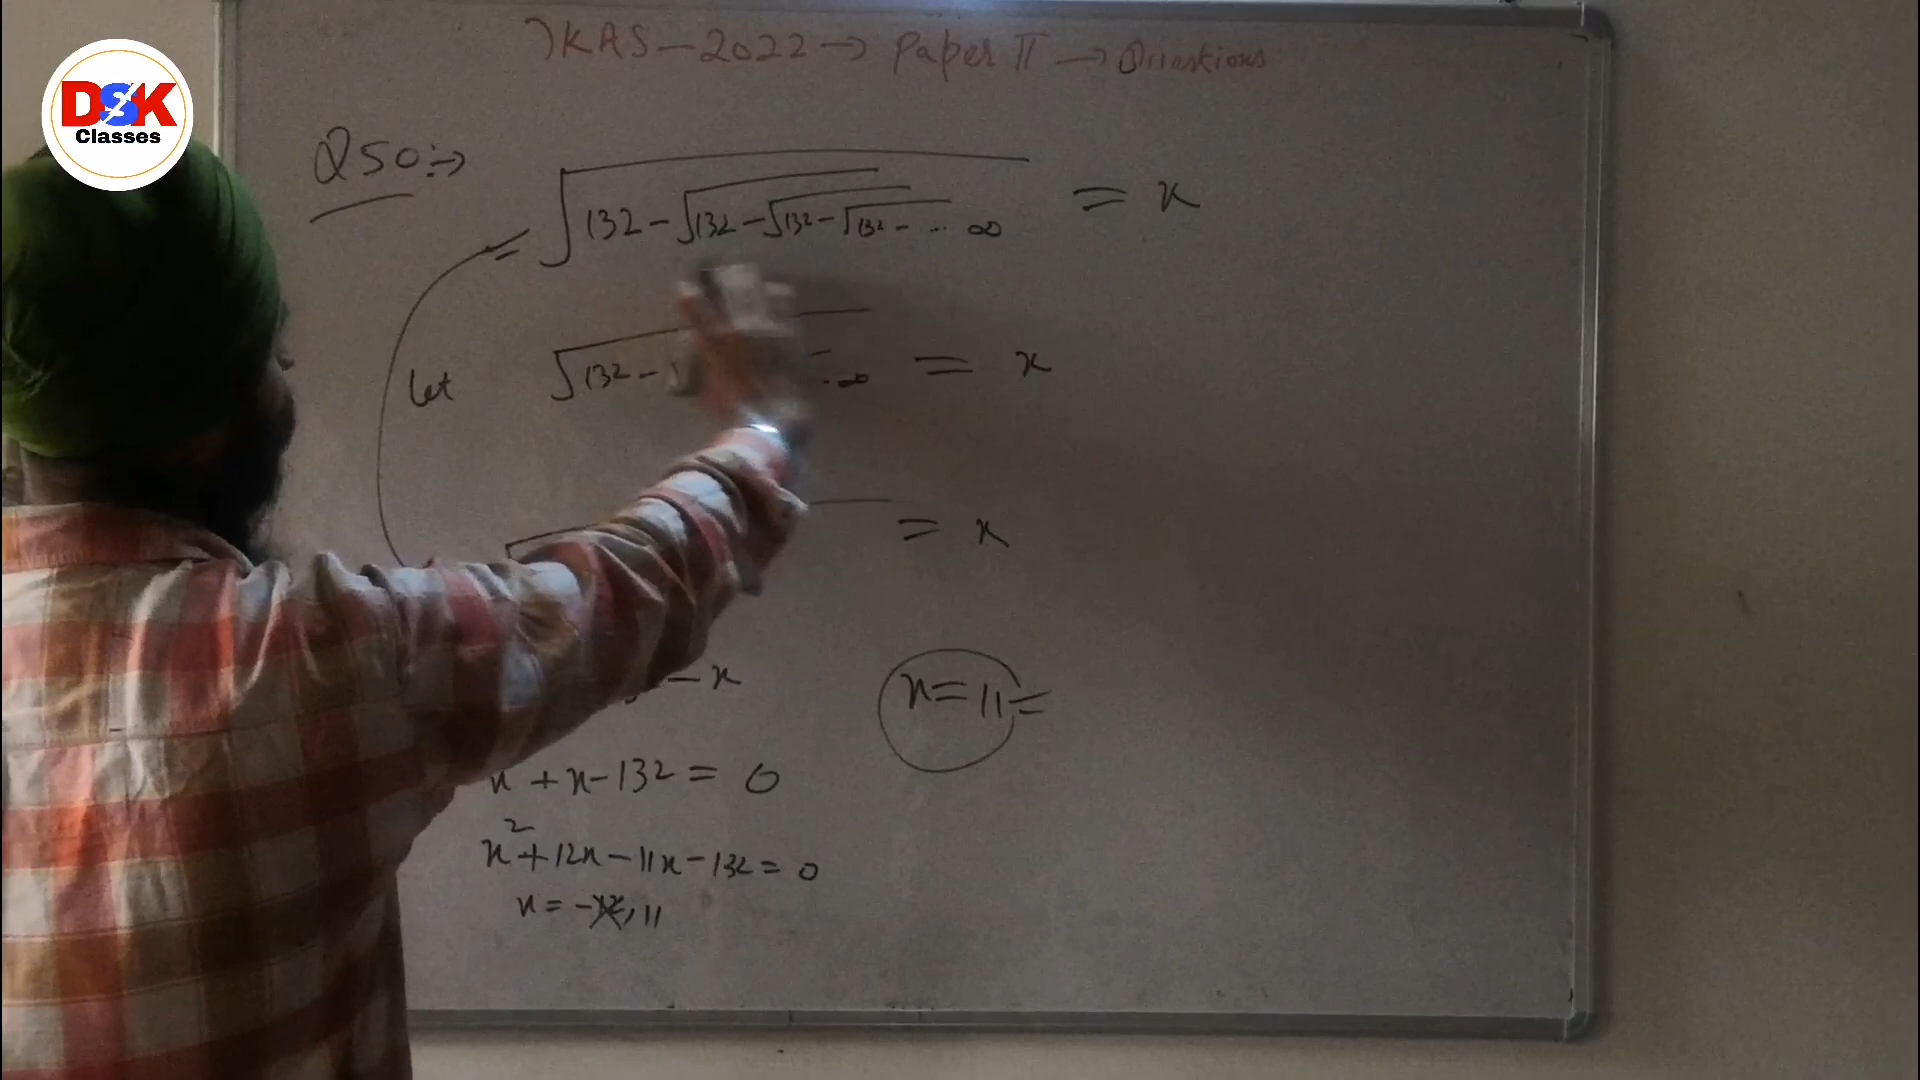 DSK
Classes
JKAS-2022→ Paper II → Questions
Q50:→
√132-√132-√132-√132-...∞ = x
let √132- ..∞ = x
= x
- x
x=11=
x +x-132= 0
x²+12x-11x-132=0
x=-12,11